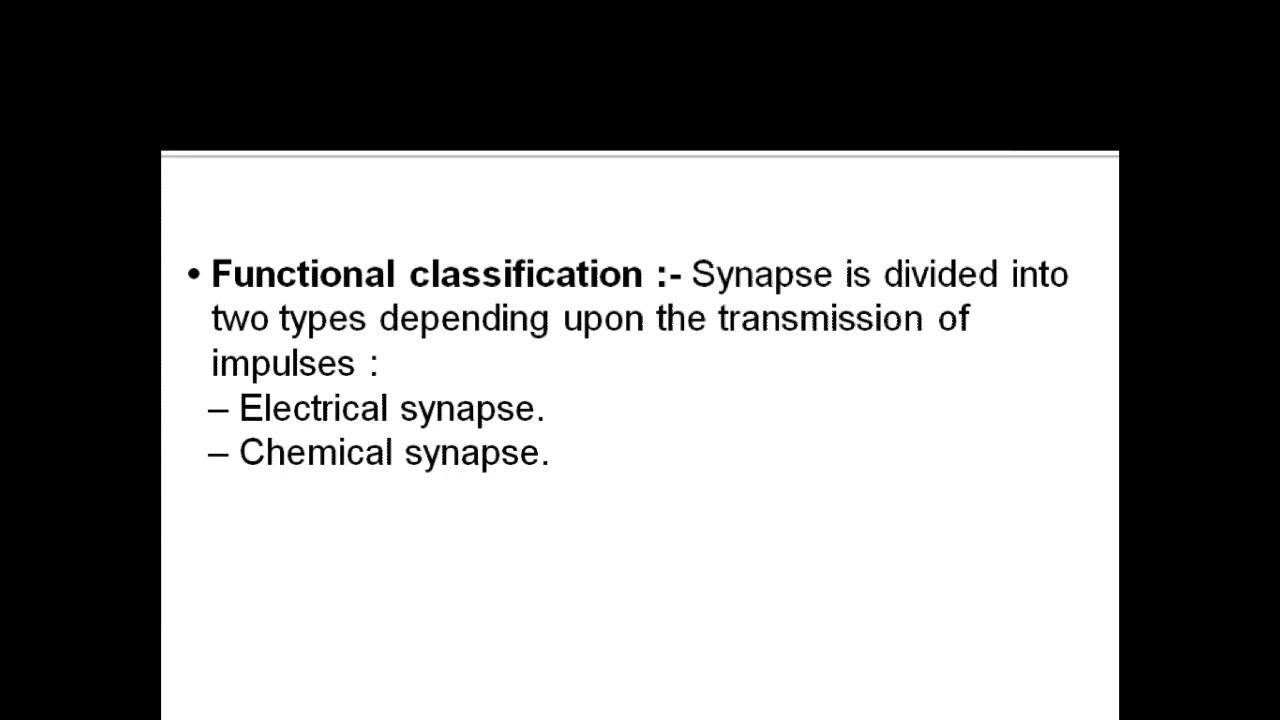 • Functional classification :- Synapse is divided into
two types depending upon the transmission of
impulses :
– Electrical synapse.
– Chemical synapse.